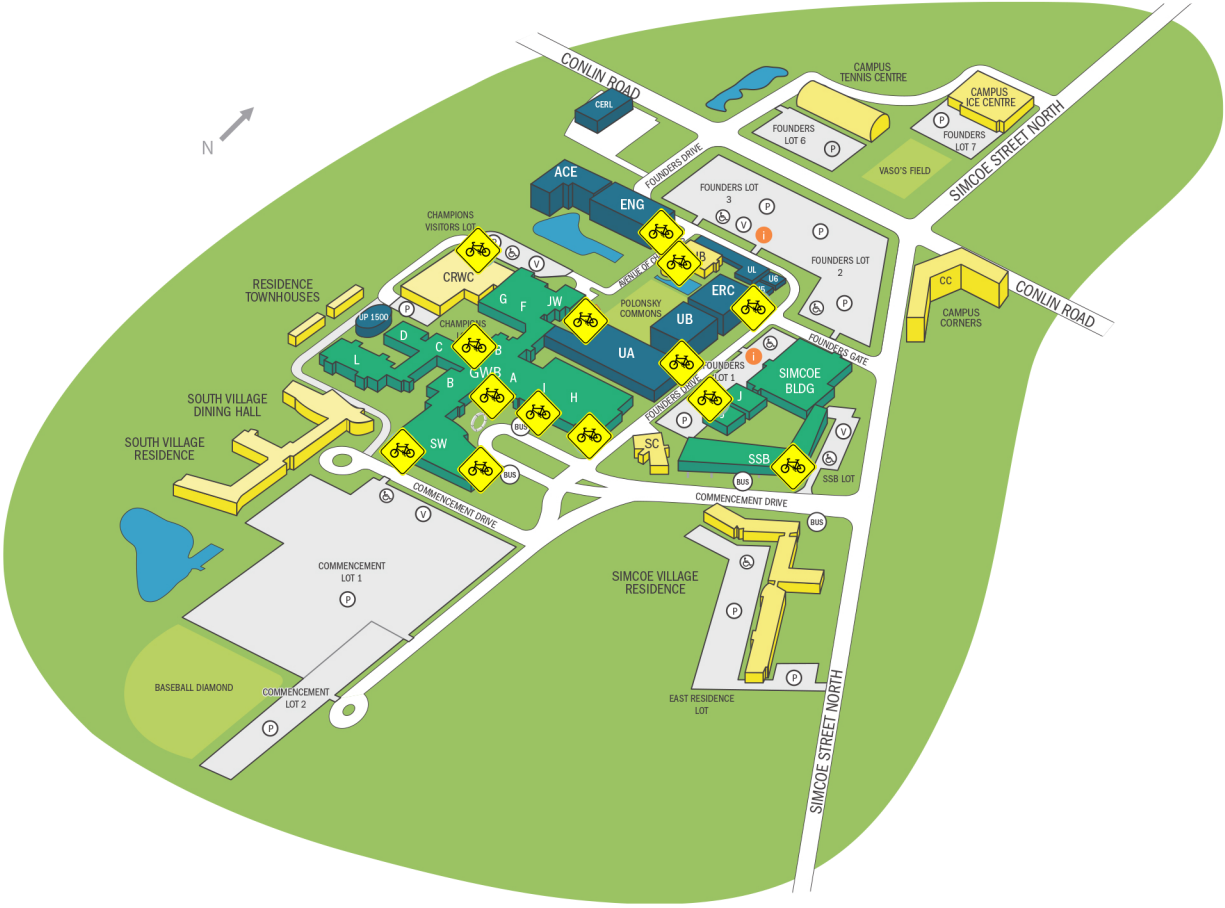 CONLIN ROAD
CERL
CAMPUS
TENNIS CENTRE
CAMPUS
ICE CENTRE
P
FOUNDERS
LOT 7
FOUNDERS
LOT 6
P
VASO'S FIELD
SIMCOE STREET NORTH
N
FOUNDERS DRIVE
ACE
ENG
FOUNDERS LOT
3
P
V
i
P
FOUNDERS LOT
2
P
CHAMPIONS
VISITORS LOT
V
AVENUE OF
UL
U6
ERC
CC
CAMPUS
CORNERS
CONLIN ROAD
RESIDENCE
TOWNHOUSES
CRWC
P
G
F
JW
POLONSKY
COMMONS
UB
UP 1500
CHAMPIONS
D
C
B
L
UA
FOUNDERS GATE
i
FOUNDERS
LOT 1
SIMCOE
BLDG
GWB
B
A
I
H
FOUNDERS DRIVE
J
P
SOUTH VILLAGE
DINING HALL
SOUTH VILLAGE
RESIDENCE
SW
BUS
BUS
SC
SSB
V
SSB LOT
BUS
COMMENCEMENT DRIVE
COMMENCEMENT DRIVE
BUS
V
COMMENCEMENT
LOT 1
P
SIMCOE VILLAGE
RESIDENCE
P
P
EAST RESIDENCE
LOT
BASEBALL DIAMOND
COMMENCEMENT
LOT 2
P
SIMCOE STREET NORTH